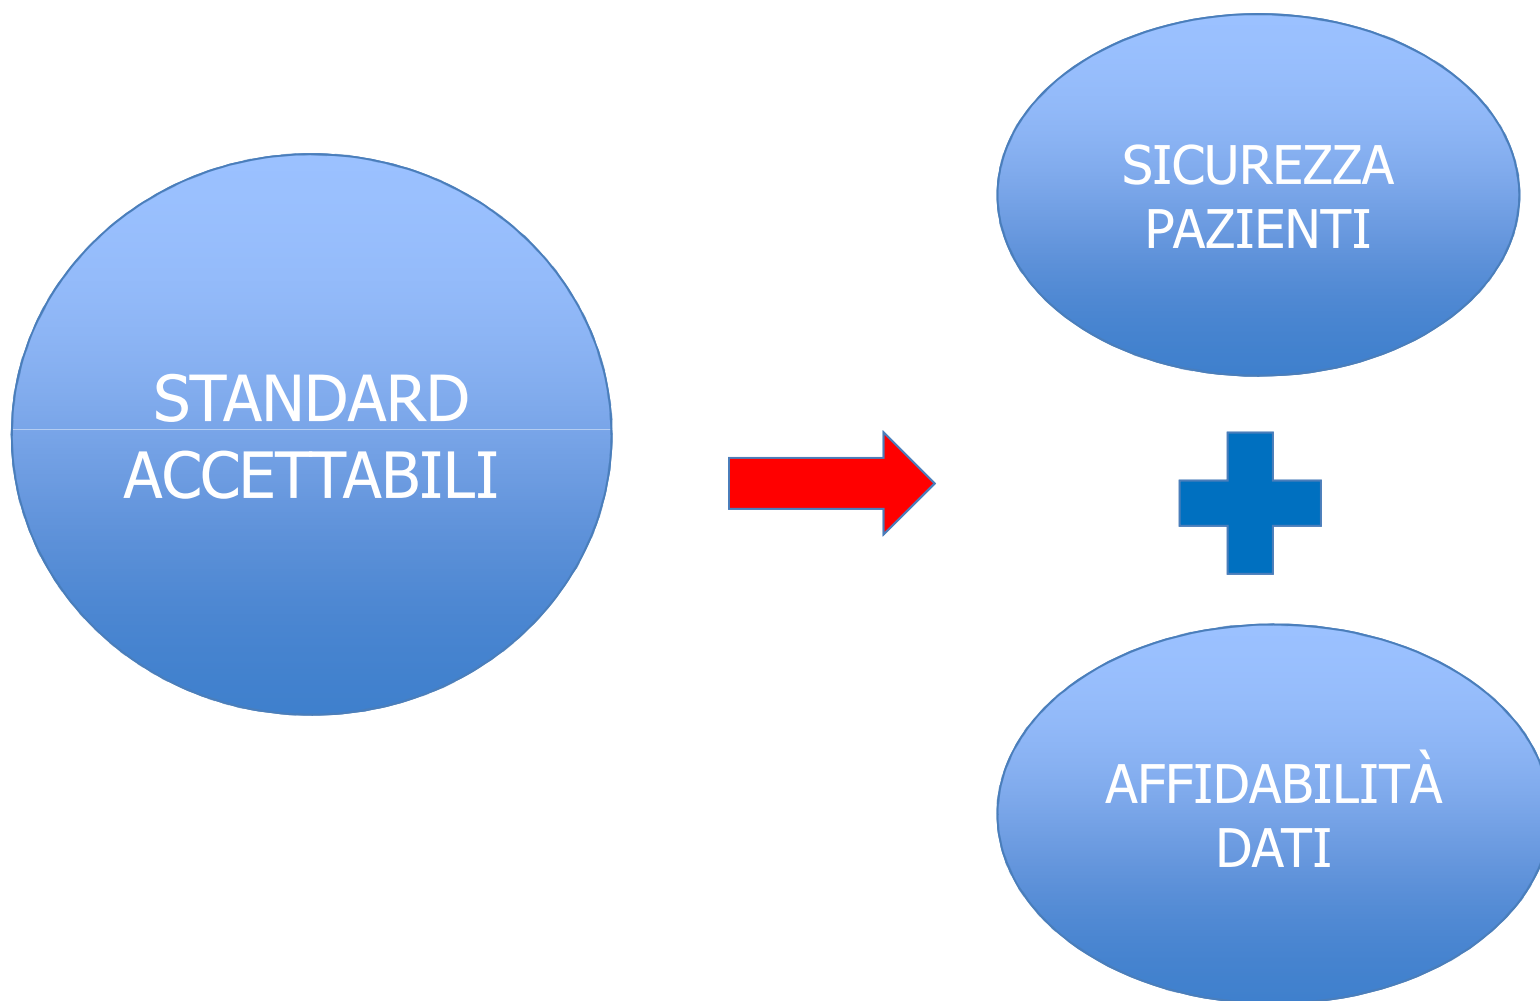 STANDARD
ACCETTABILI
SICUREZZA
PAZIENTI
AFFIDABILITÀ
DATI